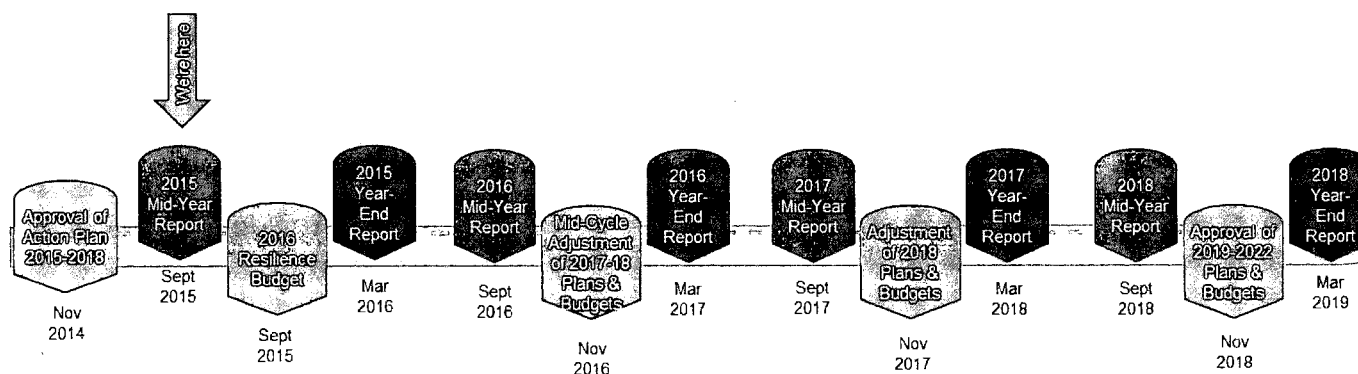 We're here
Approval of
Action Plan
2015-2018
Nov
2014
2015
Mid-Year
Report
Sept
2015
2016
Resilience
Budget
Sept
2015
2015
Year-
End
Report
Mar
2016
2016
Mid-Year
Report
Sept
2016
Mid-Cycle
Adjustment
of 2017-18
Plans &
Budgets
Nov
2016
2016
Year-
End
Report
Mar
2017
2017
Mid-Year
Report
Sept
2017
Adjustment
of 2018
Plans &
Budgets
Nov
2017
2017
Year-
End
Report
Mar
2018
2018
Mid-Year
Report
Sept
2018
Approval of
2019-2022
Plans &
Budgets
Nov
2018
2018
Year-
End
Report
Mar
2019